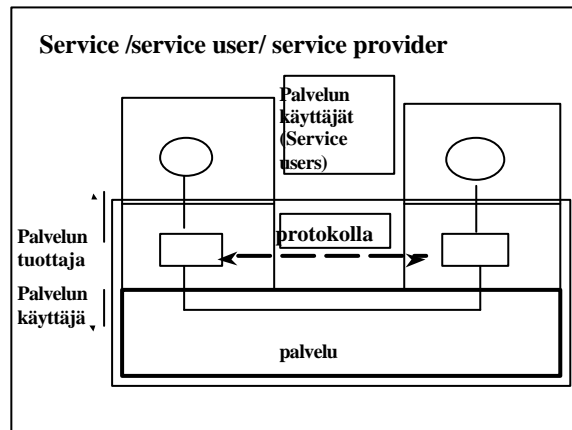 Service /service user/ service provider
Palvelun
käyttäjät
(Service
users)
protokolla
Palvelun
tuottaja
Palvelun
käyttäjä
palvelu